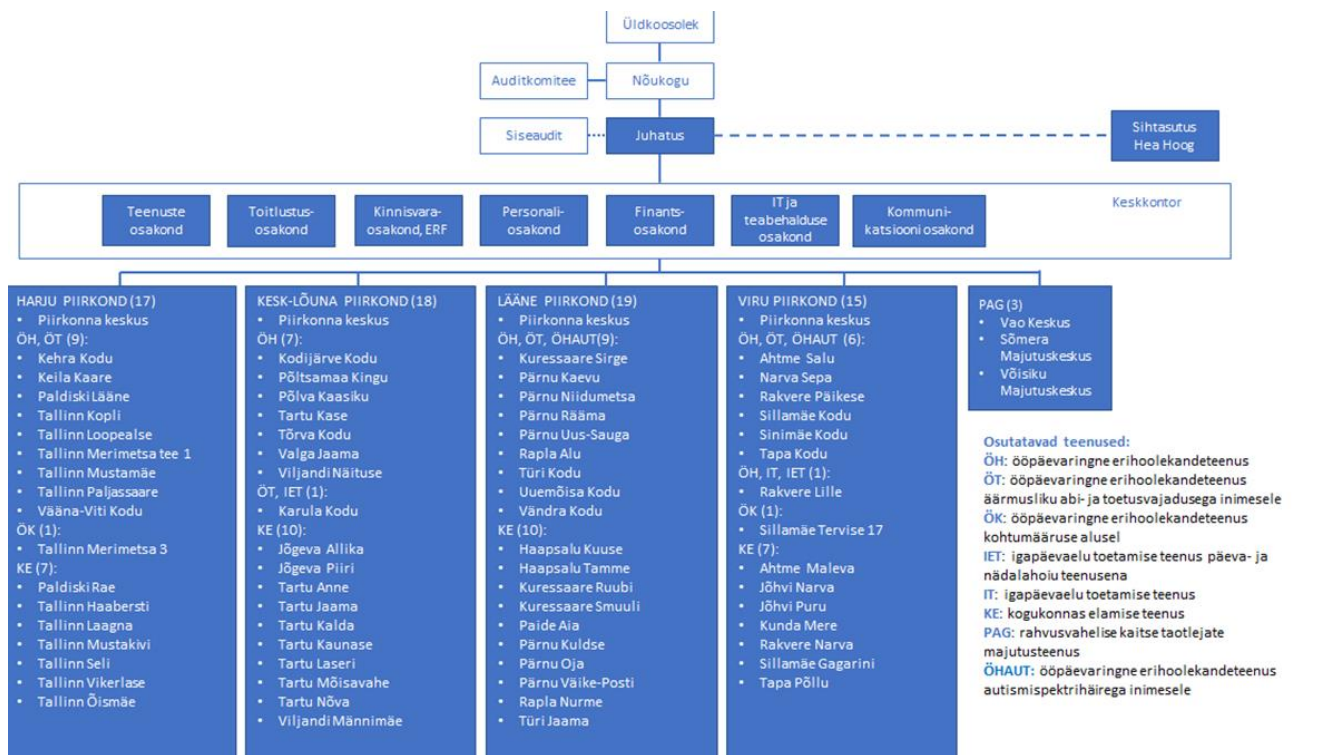 Üldkoosolek
Auditkomitee
Nõukogu
Siseaudit
Juhatus
Sihtasutus
Hea Hoog
Keskkontor
Teenuste
osakond
Toitlustus-
osakond
Kinnisvara-
osakond, ERF
Personali-
osakond
Finants-
osakond
IT ja
teabehalduse
osakond
Kommuni-
katsiooni osakond
HARJU PIIRKOND (17)
• Piirkonna keskus
ÖH, ÖT (9):
• Kehra Kodu
• Keila Kaare
• Paldiski Lääne
• Tallinn Kopli
• Tallinn Loopealse
• Tallinn Merimetsa tee 1
• Tallinn Mustamäe
• Tallinn Paljassaare
• Vääna-Viti Kodu
ÖK (1):
• Tallinn Merimetsa 3
KE (7):
• Paldiski Rae
• Tallinn Haabersti
• Tallinn Laagna
• Tallinn Mustakivi
• Tallinn Seli
• Tallinn Vikerlase
• Tallinn Õismäe
KESK-LÕUNA PIIRKOND (18)
• Piirkonna keskus
ÖH (7):
• Kodijärve Kodu
• Põltsamaa Kingu
• Põlva Kaasiku
• Tartu Kase
• Tõrva Kodu
• Valga Jaama
• Viljandi Näituse
ÖT, IET (1):
• Karula Kodu
KE (10):
• Jõgeva Allika
• Jõgeva Piiri
• Tartu Anne
• Tartu Jaama
• Tartu Kalda
• Tartu Kaunase
• Tartu Laseri
• Tartu Mõisavahe
• Tartu Nõva
• Viljandi Männimäe
LÄÄNE PIIRKOND (19)
• Piirkonna keskus
ÖH, ÖT, ÖHAUT(9):
• Kuressaare Sirge
• Pärnu Kaevu
• Pärnu Niidumetsa
• Pärnu Rääma
• Pärnu Uus-Sauga
• Rapla Alu
• Türi Kodu
• Uuemõisa Kodu
• Vändra Kodu
KE (10):
• Haapsalu Kuuse
• Haapsalu Tamme
• Kuressaare Ruubi
• Kuressaare Smuuli
• Paide Aia
• Pärnu Kuldse
• Pärnu Oja
• Pärnu Väike-Posti
• Rapla Nurme
• Türi Jaama
VIRU PIIRKOND (15)
• Piirkonna keskus
ÖH, ÖT, ÖHAUT (6):
• Ahtme Salu
• Narva Sepa
• Rakvere Päikese
• Sillamäe Kodu
• Sinimäe Kodu
• Tapa Kodu
ÖH, IT, IET (1):
• Rakvere Lille
ÖK (1):
• Sillamäe Tervise 17
KE (7):
• Ahtme Maleva
• Jõhvi Narva
• Jõhvi Puru
• Kunda Mere
• Rakvere Narva
• Sillamäe Gagarini
• Tapa Põllu
PAG (3)
• Vao Keskus
• Sõmera
Majutuskeskus
• Võisiku
Majutuskeskus
Osutatavad teenused:
ÖH: ööpäevaringne erihoolekandeteenus
ÖT: ööpäevaringne erihoolekandeteenus
äärmusliku abi- ja toetusvajadusega inimesele
ÖK: ööpäevaringne erihoolekandeteenus
kohtumääruse alusel
IET: igapäevaelu toetamise teenus päeva- ja
nädalahoiu teenusena
IT: igapäevaelu toetamise teenus
KE: kogukonnas elamise teenus
PAG: rahvusvahelise kaitse taotlejate
majutusteenus
ÖHAUT: ööpäevaringne erihoolekandeteenus
autismispektrihäirega inimesele